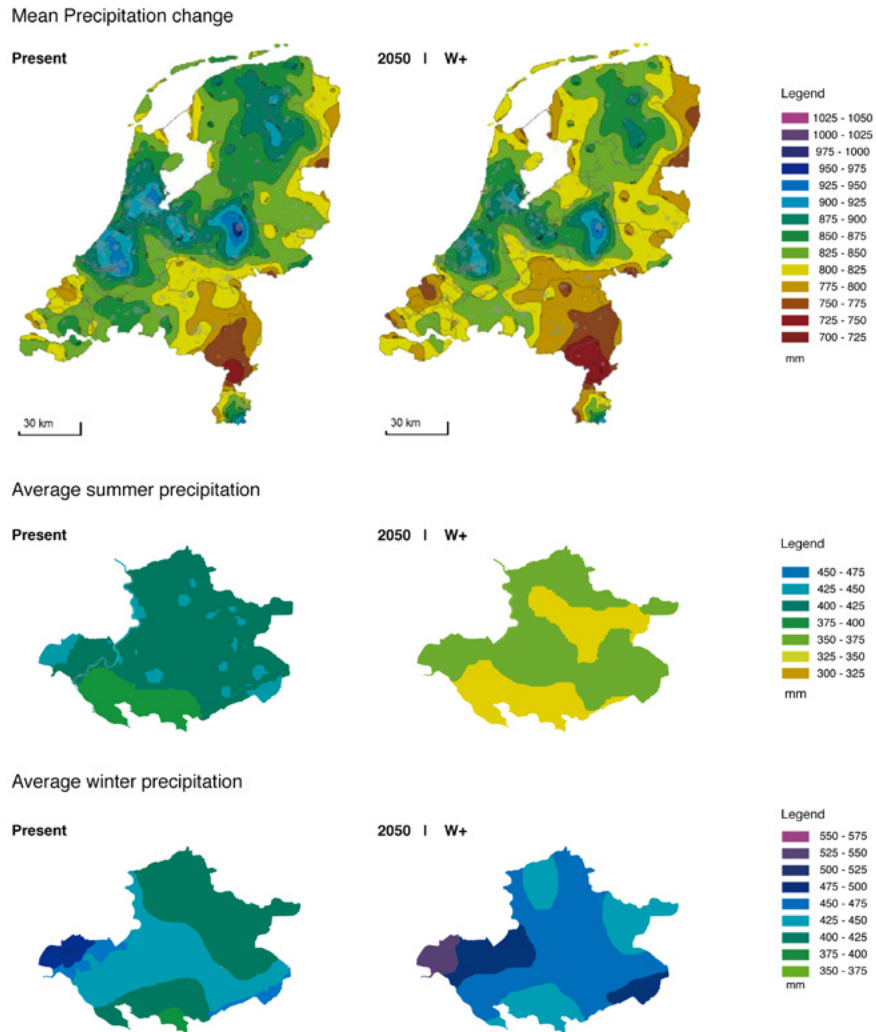 Mean Precipitation change
Present
2050 I W+
Legend
1025 - 1050
1000 - 1025
975 - 1000
950 - 975
925 - 950
900 - 925
875 - 900
850 - 875
825 - 850
800 - 825
775 - 800
750 - 775
725 - 750
700 - 725
mm
30 km
30 km
Average summer precipitation
Present
2050 I W+
Legend
450 - 475
425 - 450
400 - 425
375 - 400
350 - 375
325 - 350
300 - 325
mm
Average winter precipitation
Present
2050 I W+
Legend
550 - 575
525 - 550
500 - 525
475 - 500
450 - 475
425 - 450
400 - 425
375 - 400
350 - 375
mm